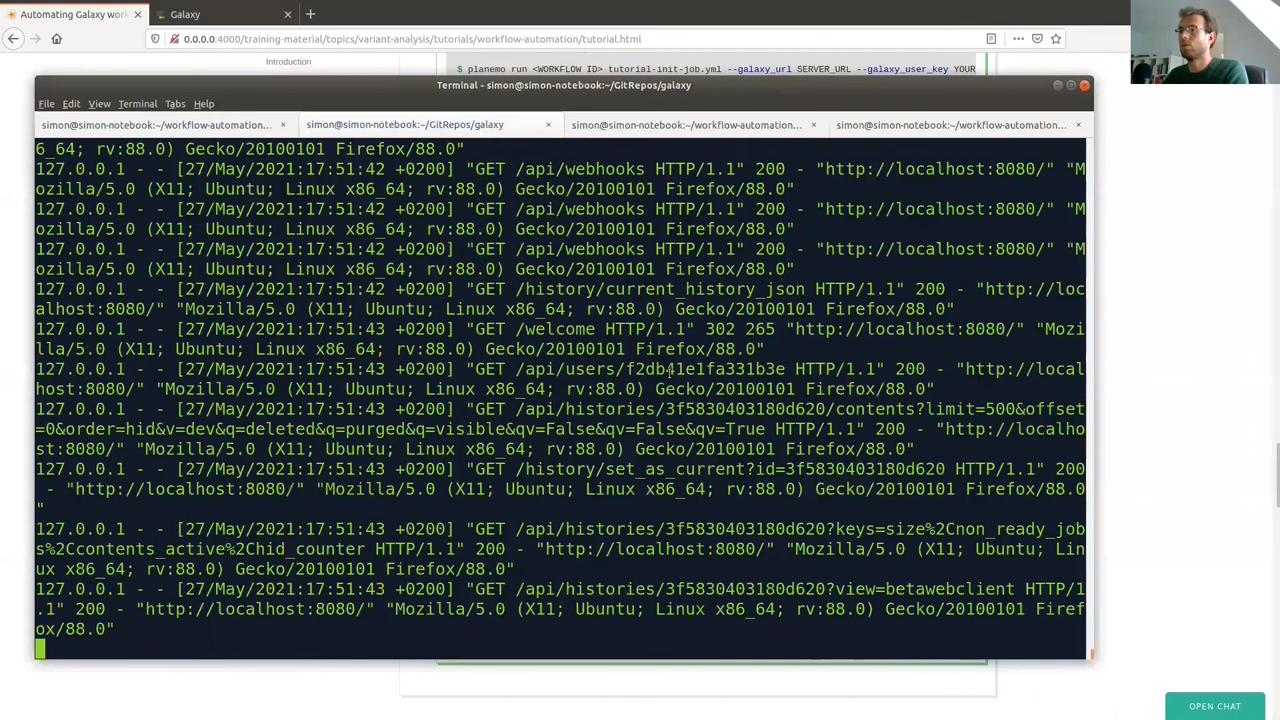 Automating Galaxy work
Galaxy
0.0.0.0:4000/training-material/topics/variant-analysis/tutorials/workflow-automation/tutorial.html
Introduction
$ planemo run <WORKFLOW ID> tutorial-init-job.yml --galaxy_url SERVER_URL --galaxy_user_key YOUR
Terminal - simon@simon-notebook:~/GitRepos/galaxy
File Edit View Terminal Tabs Help
simon@simon-notebook:~/workflow-automation...
simon@simon-notebook:~/GitRepos/galaxy
simon@simon-notebook:~/workflow-automation...
simon@simon-notebook:~/workflow-automation...
6_64; rv:88.0) Gecko/20100101 Firefox/88.0"
127.0.0.1 - - [27/May/2021:17:51:42 +0200] "GET /api/webhooks HTTP/1.1" 200 - "http://localhost:8080/" "M
ozilla/5.0 (X11; Ubuntu; Linux x86_64; rv:88.0) Gecko/20100101 Firefox/88.0"
127.0.0.1 - - [27/May/2021:17:51:42 +0200] "GET /api/webhooks HTTP/1.1" 200 - "http://localhost:8080/" "M
ozilla/5.0 (X11; Ubuntu; Linux x86_64; rv:88.0) Gecko/20100101 Firefox/88.0"
127.0.0.1 - - [27/May/2021:17:51:42 +0200] "GET /api/webhooks HTTP/1.1" 200 - "http://localhost:8080/" "M
ozilla/5.0 (X11; Ubuntu; Linux x86_64; rv:88.0) Gecko/20100101 Firefox/88.0"
127.0.0.1 - - [27/May/2021:17:51:42 +0200] "GET /history/current_history_json HTTP/1.1" 200 - "http://loc
alhost:8080/" "Mozilla/5.0 (X11; Ubuntu; Linux x86_64; rv:88.0) Gecko/20100101 Firefox/88.0"
127.0.0.1 - - [27/May/2021:17:51:43 +0200] "GET /welcome HTTP/1.1" 302 265 "http://localhost:8080/" "Mozi
lla/5.0 (X11; Ubuntu; Linux x86_64; rv:88.0) Gecko/20100101 Firefox/88.0"
127.0.0.1 - - [27/May/2021:17:51:43 +0200] "GET /api/users/f2db41e1fa331b3e HTTP/1.1" 200 - "http://local
host:8080/" "Mozilla/5.0 (X11; Ubuntu; Linux x86_64; rv:88.0) Gecko/20100101 Firefox/88.0"
127.0.0.1 - - [27/May/2021:17:51:43 +0200] "GET /api/histories/3f5830403180d620/contents?limit=500&offset
=0&order=hid&v=dev&q=deleted&q=purged&q=visible&qv=False&qv=False&qv=True HTTP/1.1" 200 - "http://localho
st:8080/" "Mozilla/5.0 (X11; Ubuntu; Linux x86_64; rv:88.0) Gecko/20100101 Firefox/88.0"
127.0.0.1 - - [27/May/2021:17:51:43 +0200] "GET /history/set_as_current?id=3f5830403180d620 HTTP/1.1" 200
 - "http://localhost:8080/" "Mozilla/5.0 (X11; Ubuntu; Linux x86_64; rv:88.0) Gecko/20100101 Firefox/88.0
"
127.0.0.1 - - [27/May/2021:17:51:43 +0200] "GET /api/histories/3f5830403180d620?keys=size%2Cnon_ready_job
s%2Ccontents_active%2Chid_counter HTTP/1.1" 200 - "http://localhost:8080/" "Mozilla/5.0 (X11; Ubuntu; Lin
ux x86_64; rv:88.0) Gecko/20100101 Firefox/88.0"
127.0.0.1 - - [27/May/2021:17:51:43 +0200] "GET /api/histories/3f5830403180d620?view=betawebclient HTTP/1
.1" 200 - "http://localhost:8080/" "Mozilla/5.0 (X11; Ubuntu; Linux x86_64; rv:88.0) Gecko/20100101 Firef
ox/88.0"
OPEN CHAT